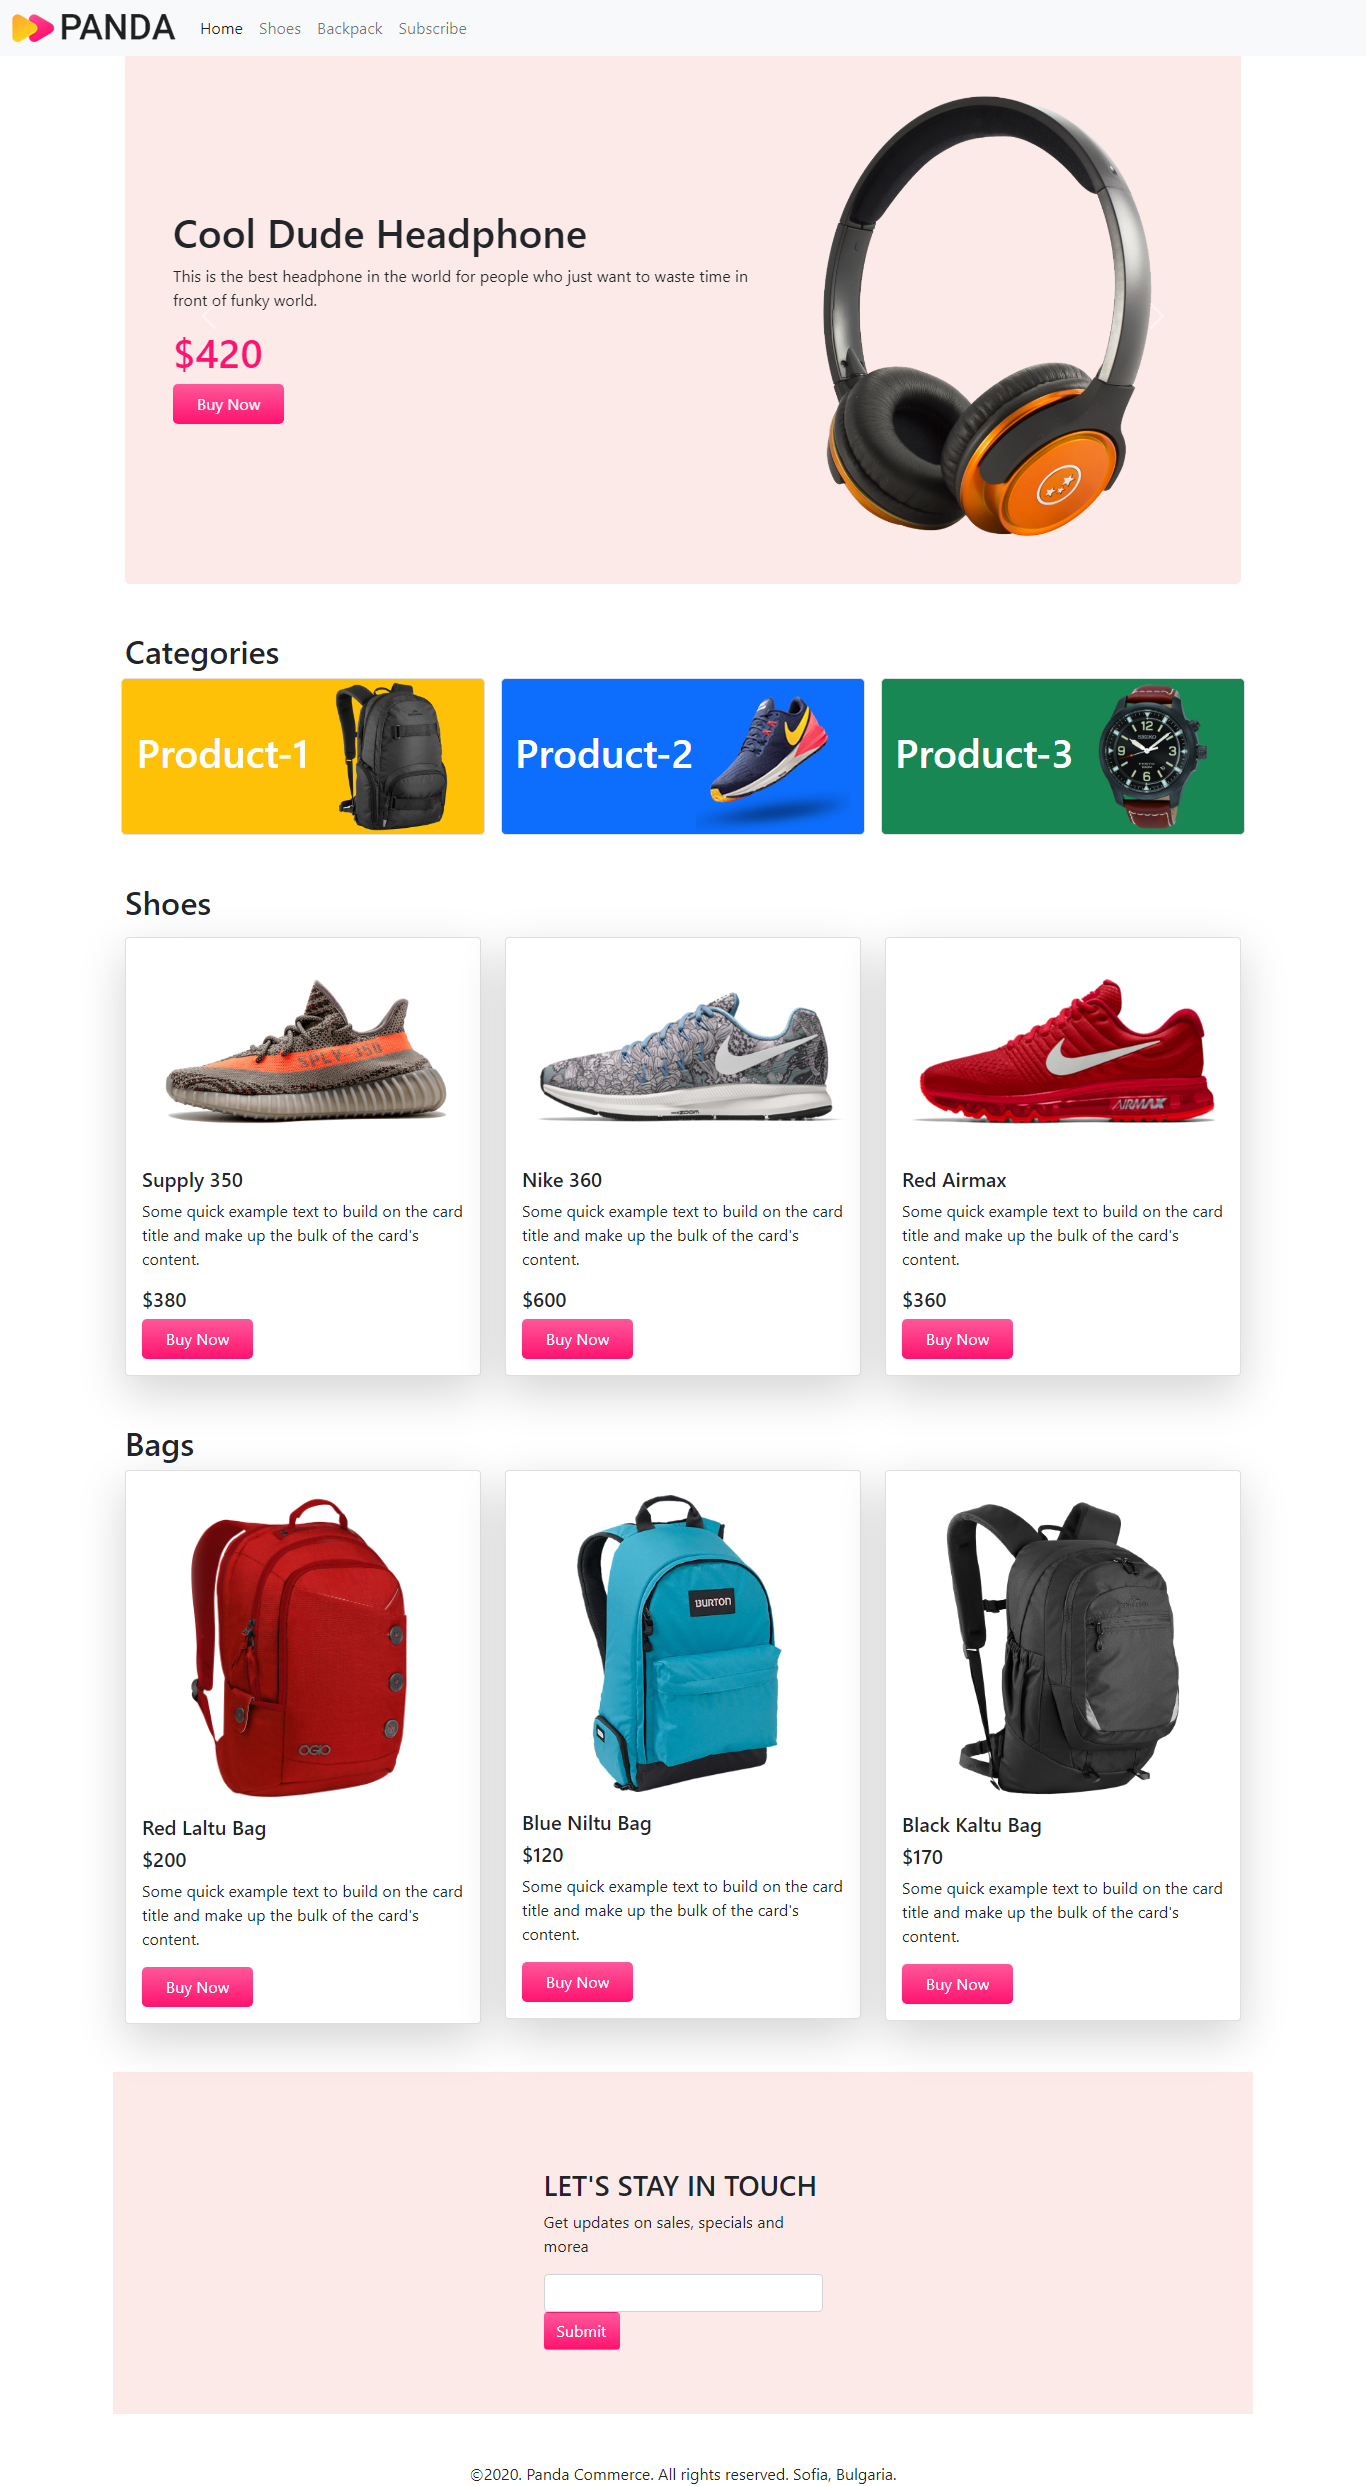 PANDA
Home Shoes Backpack Subscribe
Cool Dude Headphone
This is the best headphone in the world for people who just want to waste time in
front of funky world.
$420
Buy Now
Categories
Product-1
Product-2
SEIKO
Product-3
Shoes
SPLY-350
ZOOM
AIRMAX
Supply 350
Some quick example text to build on the card
title and make up the bulk of the card's
content.
$380
Buy Now
Nike 360
Some quick example text to build on the card
title and make up the bulk of the card's
content.
$600
Buy Now
Red Airmax
Some quick example text to build on the card
title and make up the bulk of the card's
content.
$360
Buy Now
Bags
OGIO
BURTON
Red Laltu Bag
$200
Some quick example text to build on the card
title and make up the bulk of the card's
content.
Buy Now
Blue Niltu Bag
$120
Some quick example text to build on the card
title and make up the bulk of the card's
content.
Buy Now
Black Kaltu Bag
$170
Some quick example text to build on the card
title and make up the bulk of the card's
content.
Buy Now
LET'S STAY IN TOUCH
Get updates on sales, specials and
morea
Submit
©2020. Panda Commerce. All rights reserved. Sofia, Bulgaria.